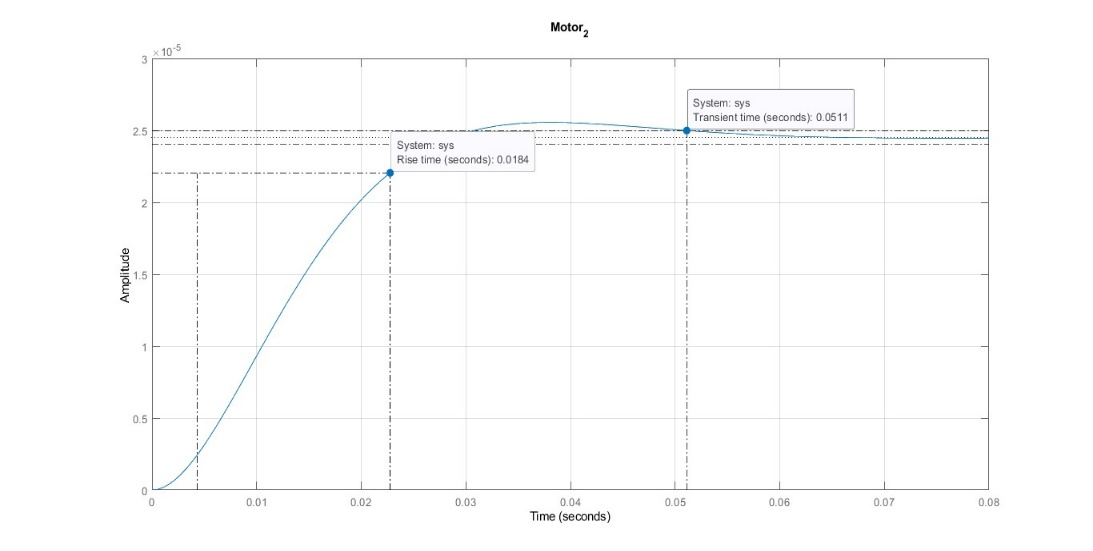 Motor2
×10-5
3
System: sys
Transient time (seconds): 0.0511
2.5
System: sys
Rise time (seconds): 0.0184
2
Amplitude
1.5
1
0.5
0
0 0.01 0.02 0.03 0.04 0.05 0.06 0.07 0.08
Time (seconds)